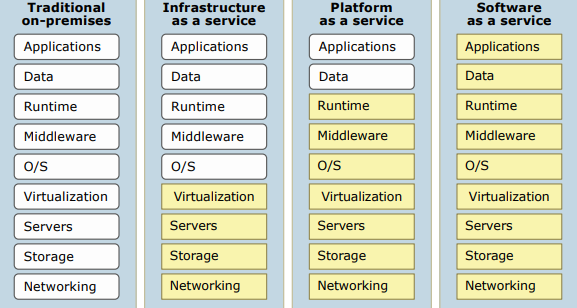 Traditional
on-premises
Applications
Data
Runtime
Middleware
O/S
Virtualization
Servers
Storage
Networking
Infrastructure
as a service
Applications
Data
Runtime
Middleware
O/S
Virtualization
Servers
Storage
Networking
Platform
as a service
Applications
Data
Runtime
Middleware
O/S
Virtualization
Servers
Storage
Networking
Software
as a service
Applications
Data
Runtime
Middleware
O/S
Virtualization
Servers
Storage
Networking